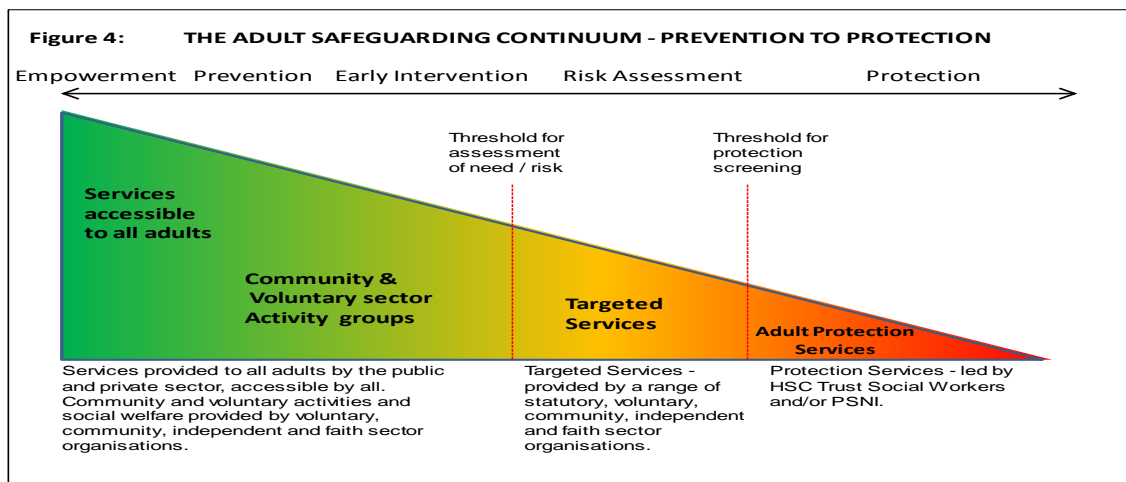 Figure 4: THE ADULT SAFEGUARDING CONTINUUM - PREVENTION TO PROTECTION
Empowerment Prevention Early Intervention Risk Assessment Protection
Threshold for
assessment
of need / risk
Threshold for
protection
screening
Services
accessible
to all adults
Community &
Voluntary sector
Activity groups
Targeted
Services
Adult Protection
Services
Services provided to all adults by the public
and private sector, accessible by all.
Community and voluntary activities and
social welfare provided by voluntary,
community, independent and faith sector
organisations.
Targeted Services -
provided by a range of
statutory, voluntary,
community, independent
and faith sector
organisations.
Protection Services - led by
HSC Trust Social Workers
and/or PSNI.